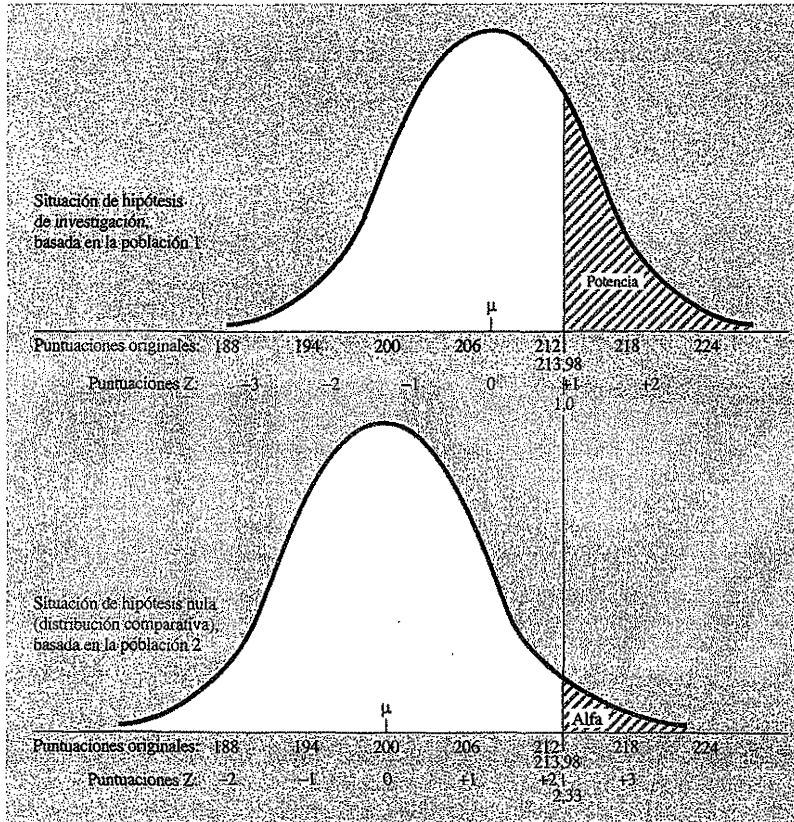 Situación de hipótesis
de investigación,
basada en la población 1
Potencia
μ
Puntuaciones originales: 188 194 200 206 212 218 224
213,98
Puntuaciones Z: -3 -2 -1 0 +1 +2
1,0
Situación de hipótesis nula
(distribución comparativa),
basada en la población 2
μ
Alfa
Puntuaciones originales: 188 194 200 206 212 218 224
213,98
Puntuaciones Z: -2 -1 0 +1 +2 +3
2,33